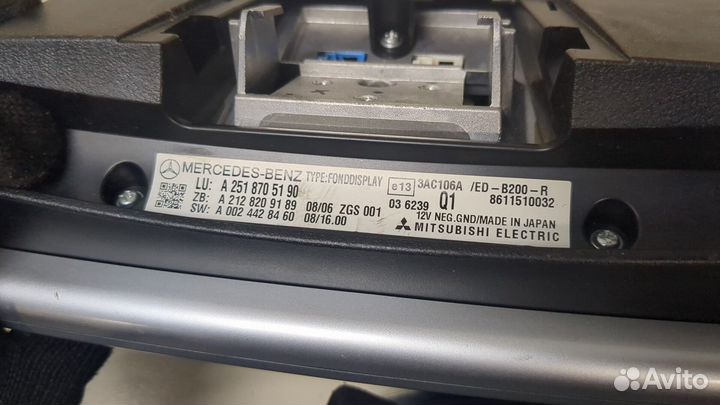 MERCEDES-BENZ TYPE:FONDDISPLAY e13 3AC106A /ED-B200-R
LU: A 251 870 51 90 03 6239 Q1 8611510032
ZB: A 212 820 91 89 08/06 ZGS 001 12V NEG.GND/MADE IN JAPAN
SW: A 002 442 84 60 08/16.00 MITSUBISHI ELECTRIC
Avito